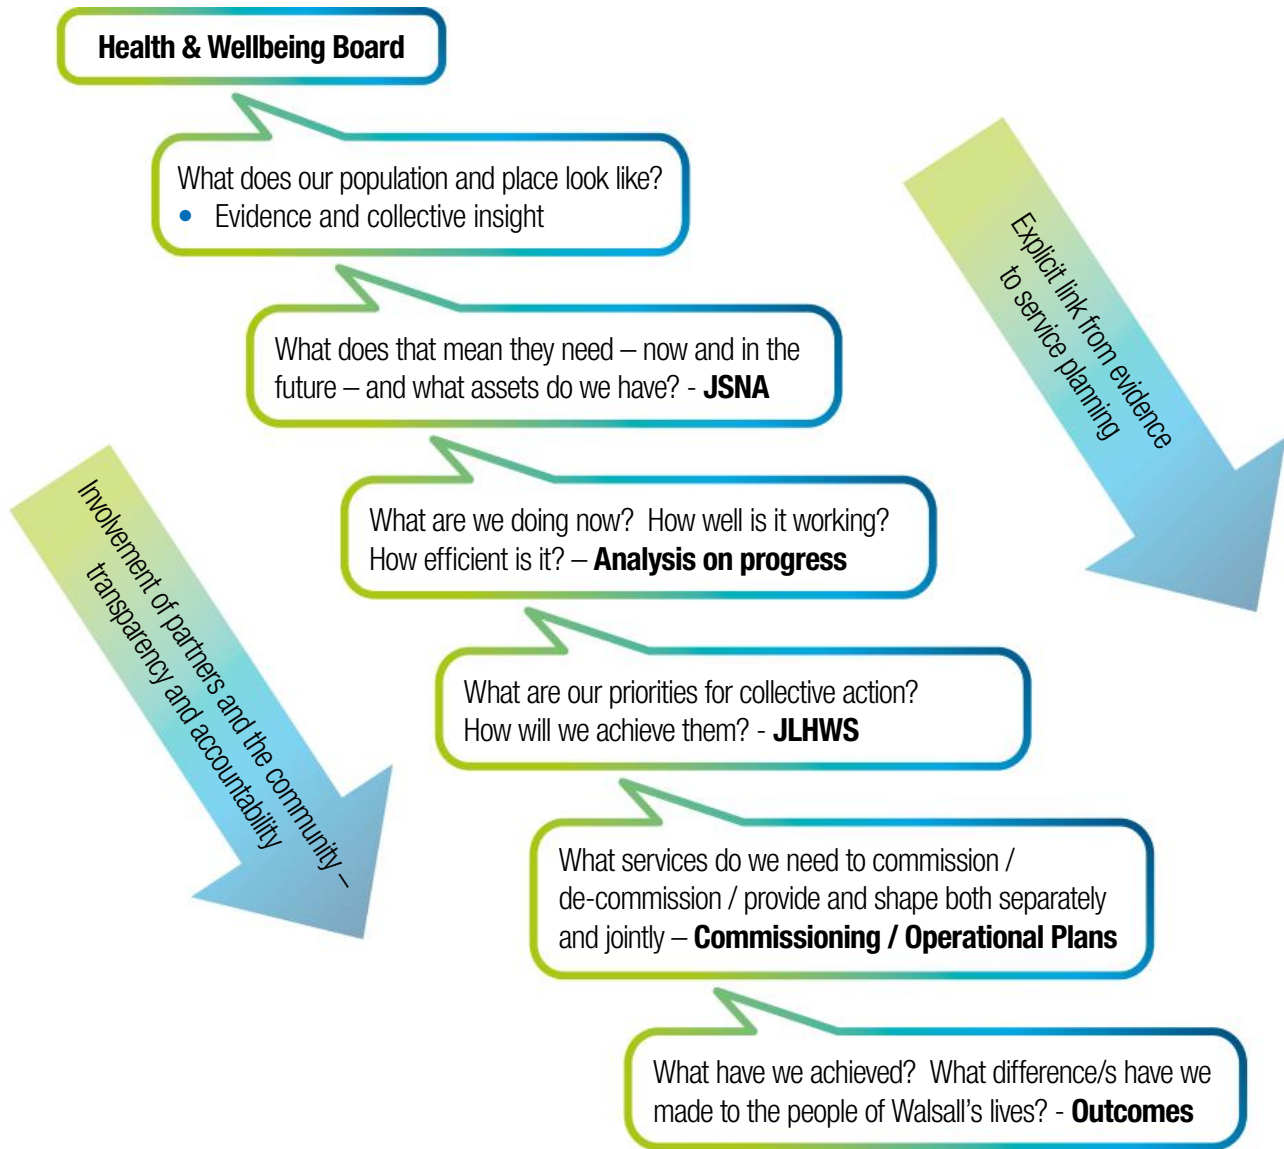 Health & Wellbeing Board
What does our population and place look like?
• Evidence and collective insight
Explicit link from evidence
to service planning
What does that mean they need – now and in the
future – and what assets do we have? - JSNA
What are we doing now? How well is it working?
How efficient is it? – Analysis on progress
Involvement of partners and the community –
transparency and accountability
What are our priorities for collective action?
How will we achieve them? - JLHWS
What services do we need to commission /
de-commission / provide and shape both separately
and jointly – Commissioning / Operational Plans
What have we achieved? What difference/s have we
made to the people of Walsall's lives? - Outcomes